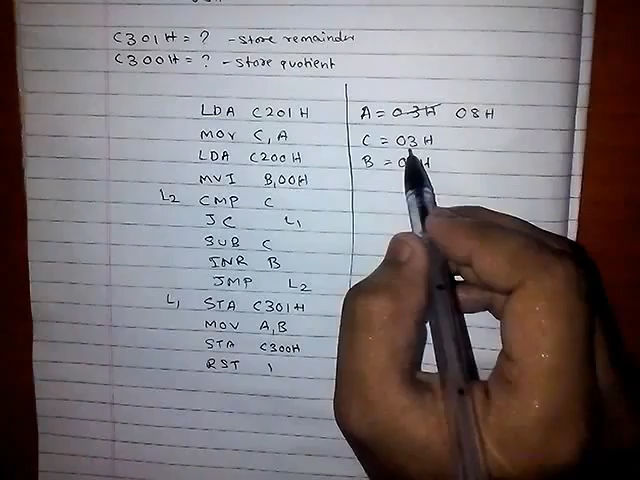 C301H = ? - store remainder
C300H = ? - store quotient
LDA C201H
MOV C, A
LDA C200H
MVI B, 00H
L2 CMP C
JC L1
SUB C
INR B
JMP L2
L1 STA C301H
MOV A, B
STA C300H
RST 1
A = 03H 08H
C = 03H
B =